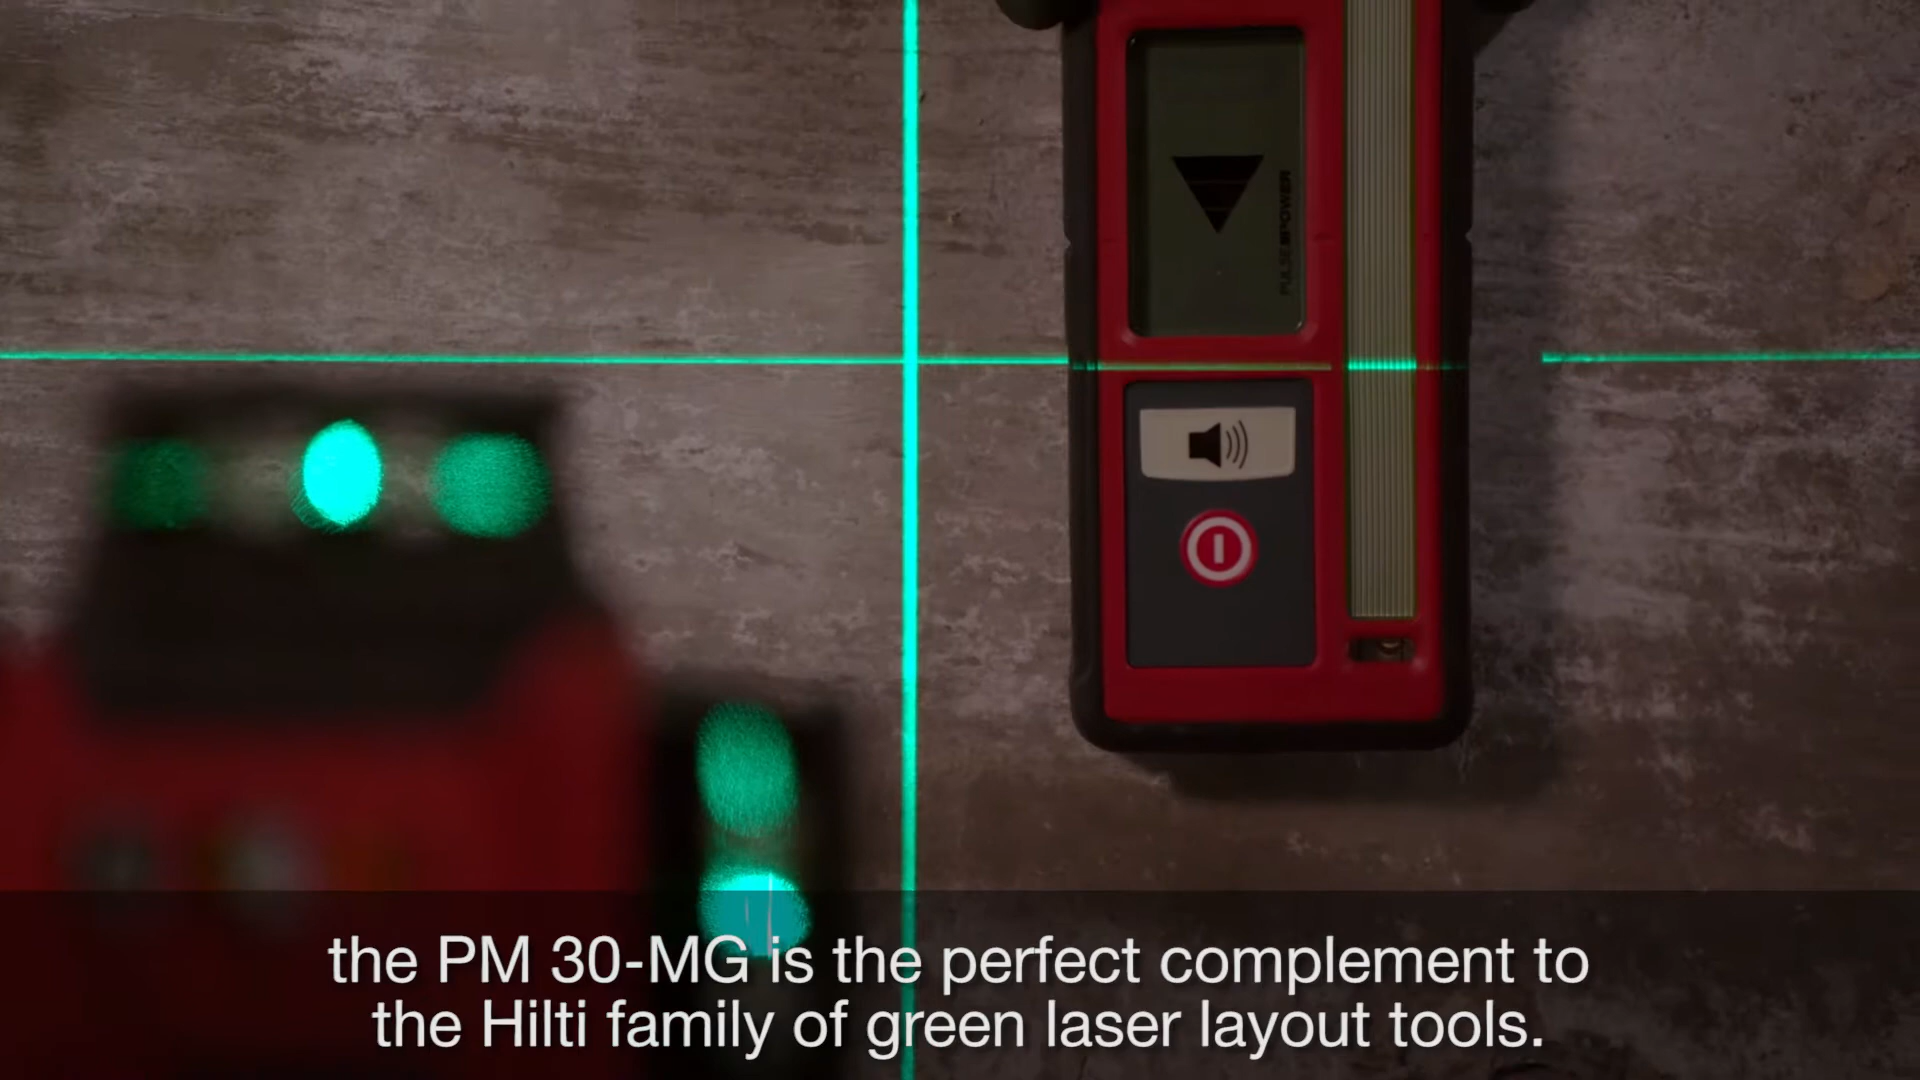 PULSE POWER
the PM 30-MG is the perfect complement to
the Hilti family of green laser layout tools.